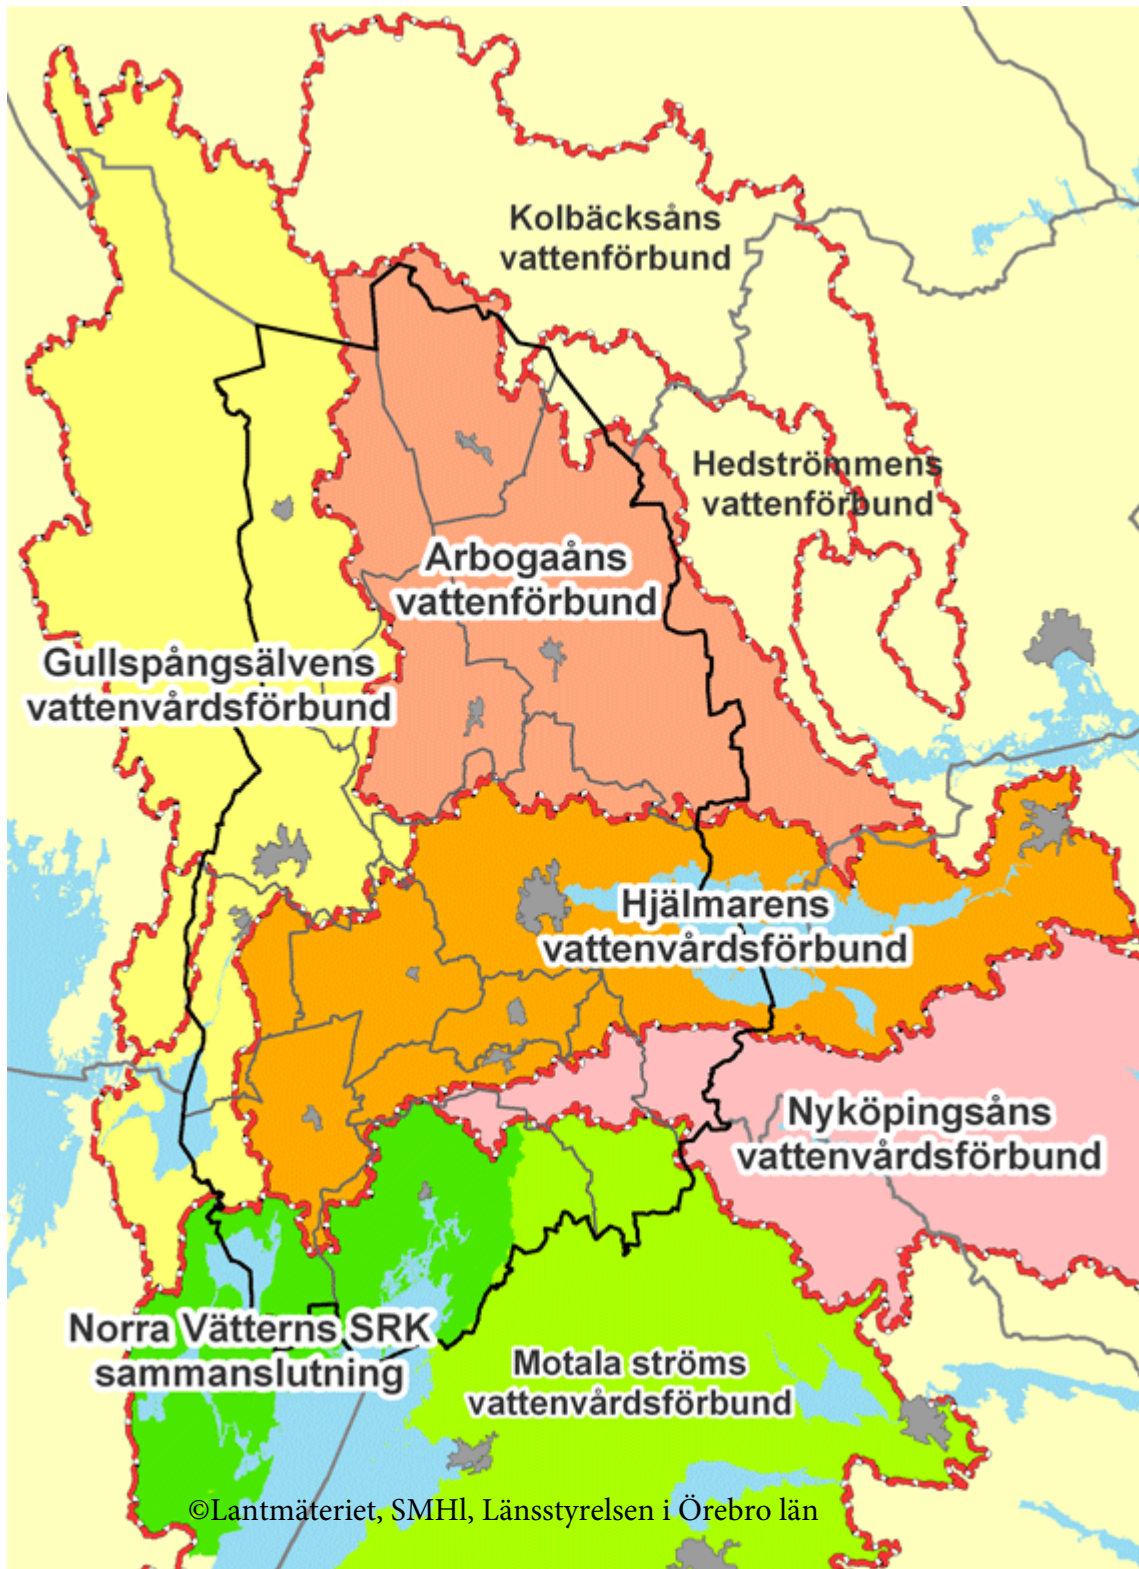 Kolbäcksåns
vattenförbund
Hedströmmens
vattenförbund
Arbogaåns
vattenförbund
Gullspångsälvens
vattenvårdsförbund
Hjälmarens
vattenvårdsförbund
Nyköpingsåns
vattenvårdsförbund
Norra Vätterns SRK
sammanslutning
Motala ströms
vattenvårdsförbund
©Lantmäteriet, SMHl, Länsstyrelsen i Örebro län